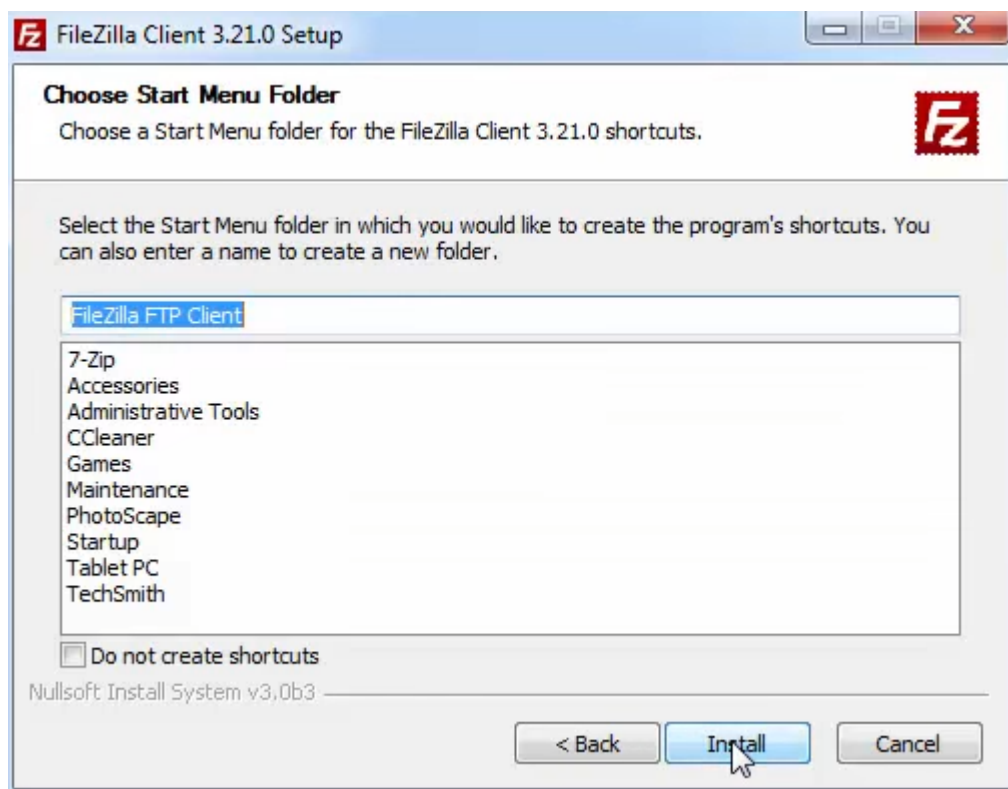 FileZilla Client 3.21.0 Setup
Choose Start Menu Folder
Choose a Start Menu folder for the FileZilla Client 3.21.0 shortcuts.
Select the Start Menu folder in which you would like to create the program's shortcuts. You
can also enter a name to create a new folder.
FileZilla FTP Client
7-Zip
Accessories
Administrative Tools
CCleaner
Games
Maintenance
PhotoScape
Startup
Tablet PC
TechSmith
Do not create shortcuts
Nullsoft Install System v3.0b3
< Back Install Cancel